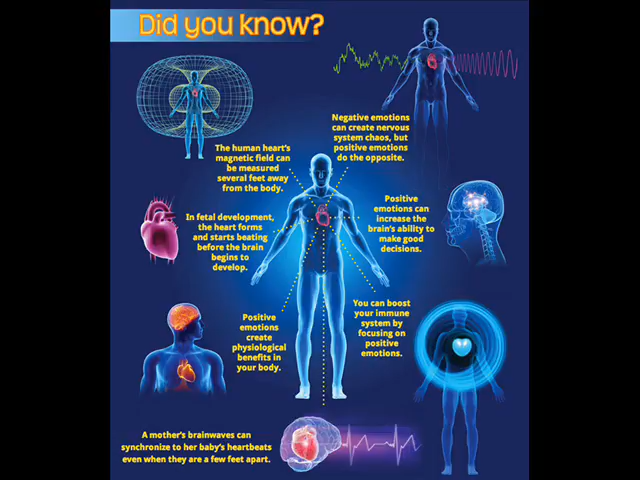 Did you know?
Negative emotions
can create nervous
system chaos, but
positive emotions
do the opposite.
The human heart's
magnetic field can
be measured
several feet away
from the body.
Positive
emotions can
increase the
brain's ability to
make good
decisions.
In fetal development,
the heart forms
and starts beating
before the brain
begins to
develop.
You can boost
your immune
system by
focusing on
positive
emotions.
Positive
emotions
create
physiological
benefits in
your body.
A mother's brainwaves can
synchronize to her baby's heartbeats
even when they are a few feet apart.